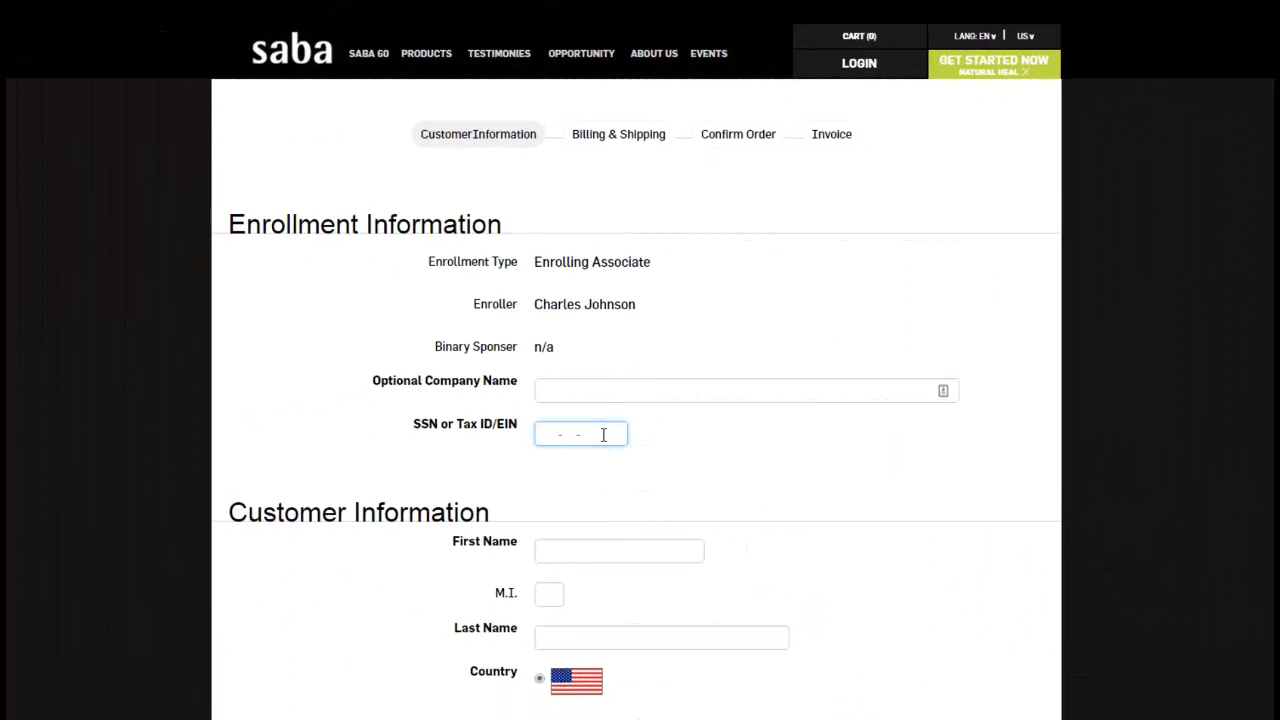 saba
SABA 60 PRODUCTS TESTIMONIES OPPORTUNITY ABOUT US EVENTS
CART (0)
LANG: EN v | US v
LOGIN
GET STARTED NOW
NATURAL HEAL X
CustomerInformation Billing & Shipping Confirm Order Invoice
Enrollment Information
Enrollment Type Enrolling Associate
Enroller Charles Johnson
Binary Sponser n/a
Optional Company Name
SSN or Tax ID/EIN - -
Customer Information
First Name
M.I.
Last Name
Country